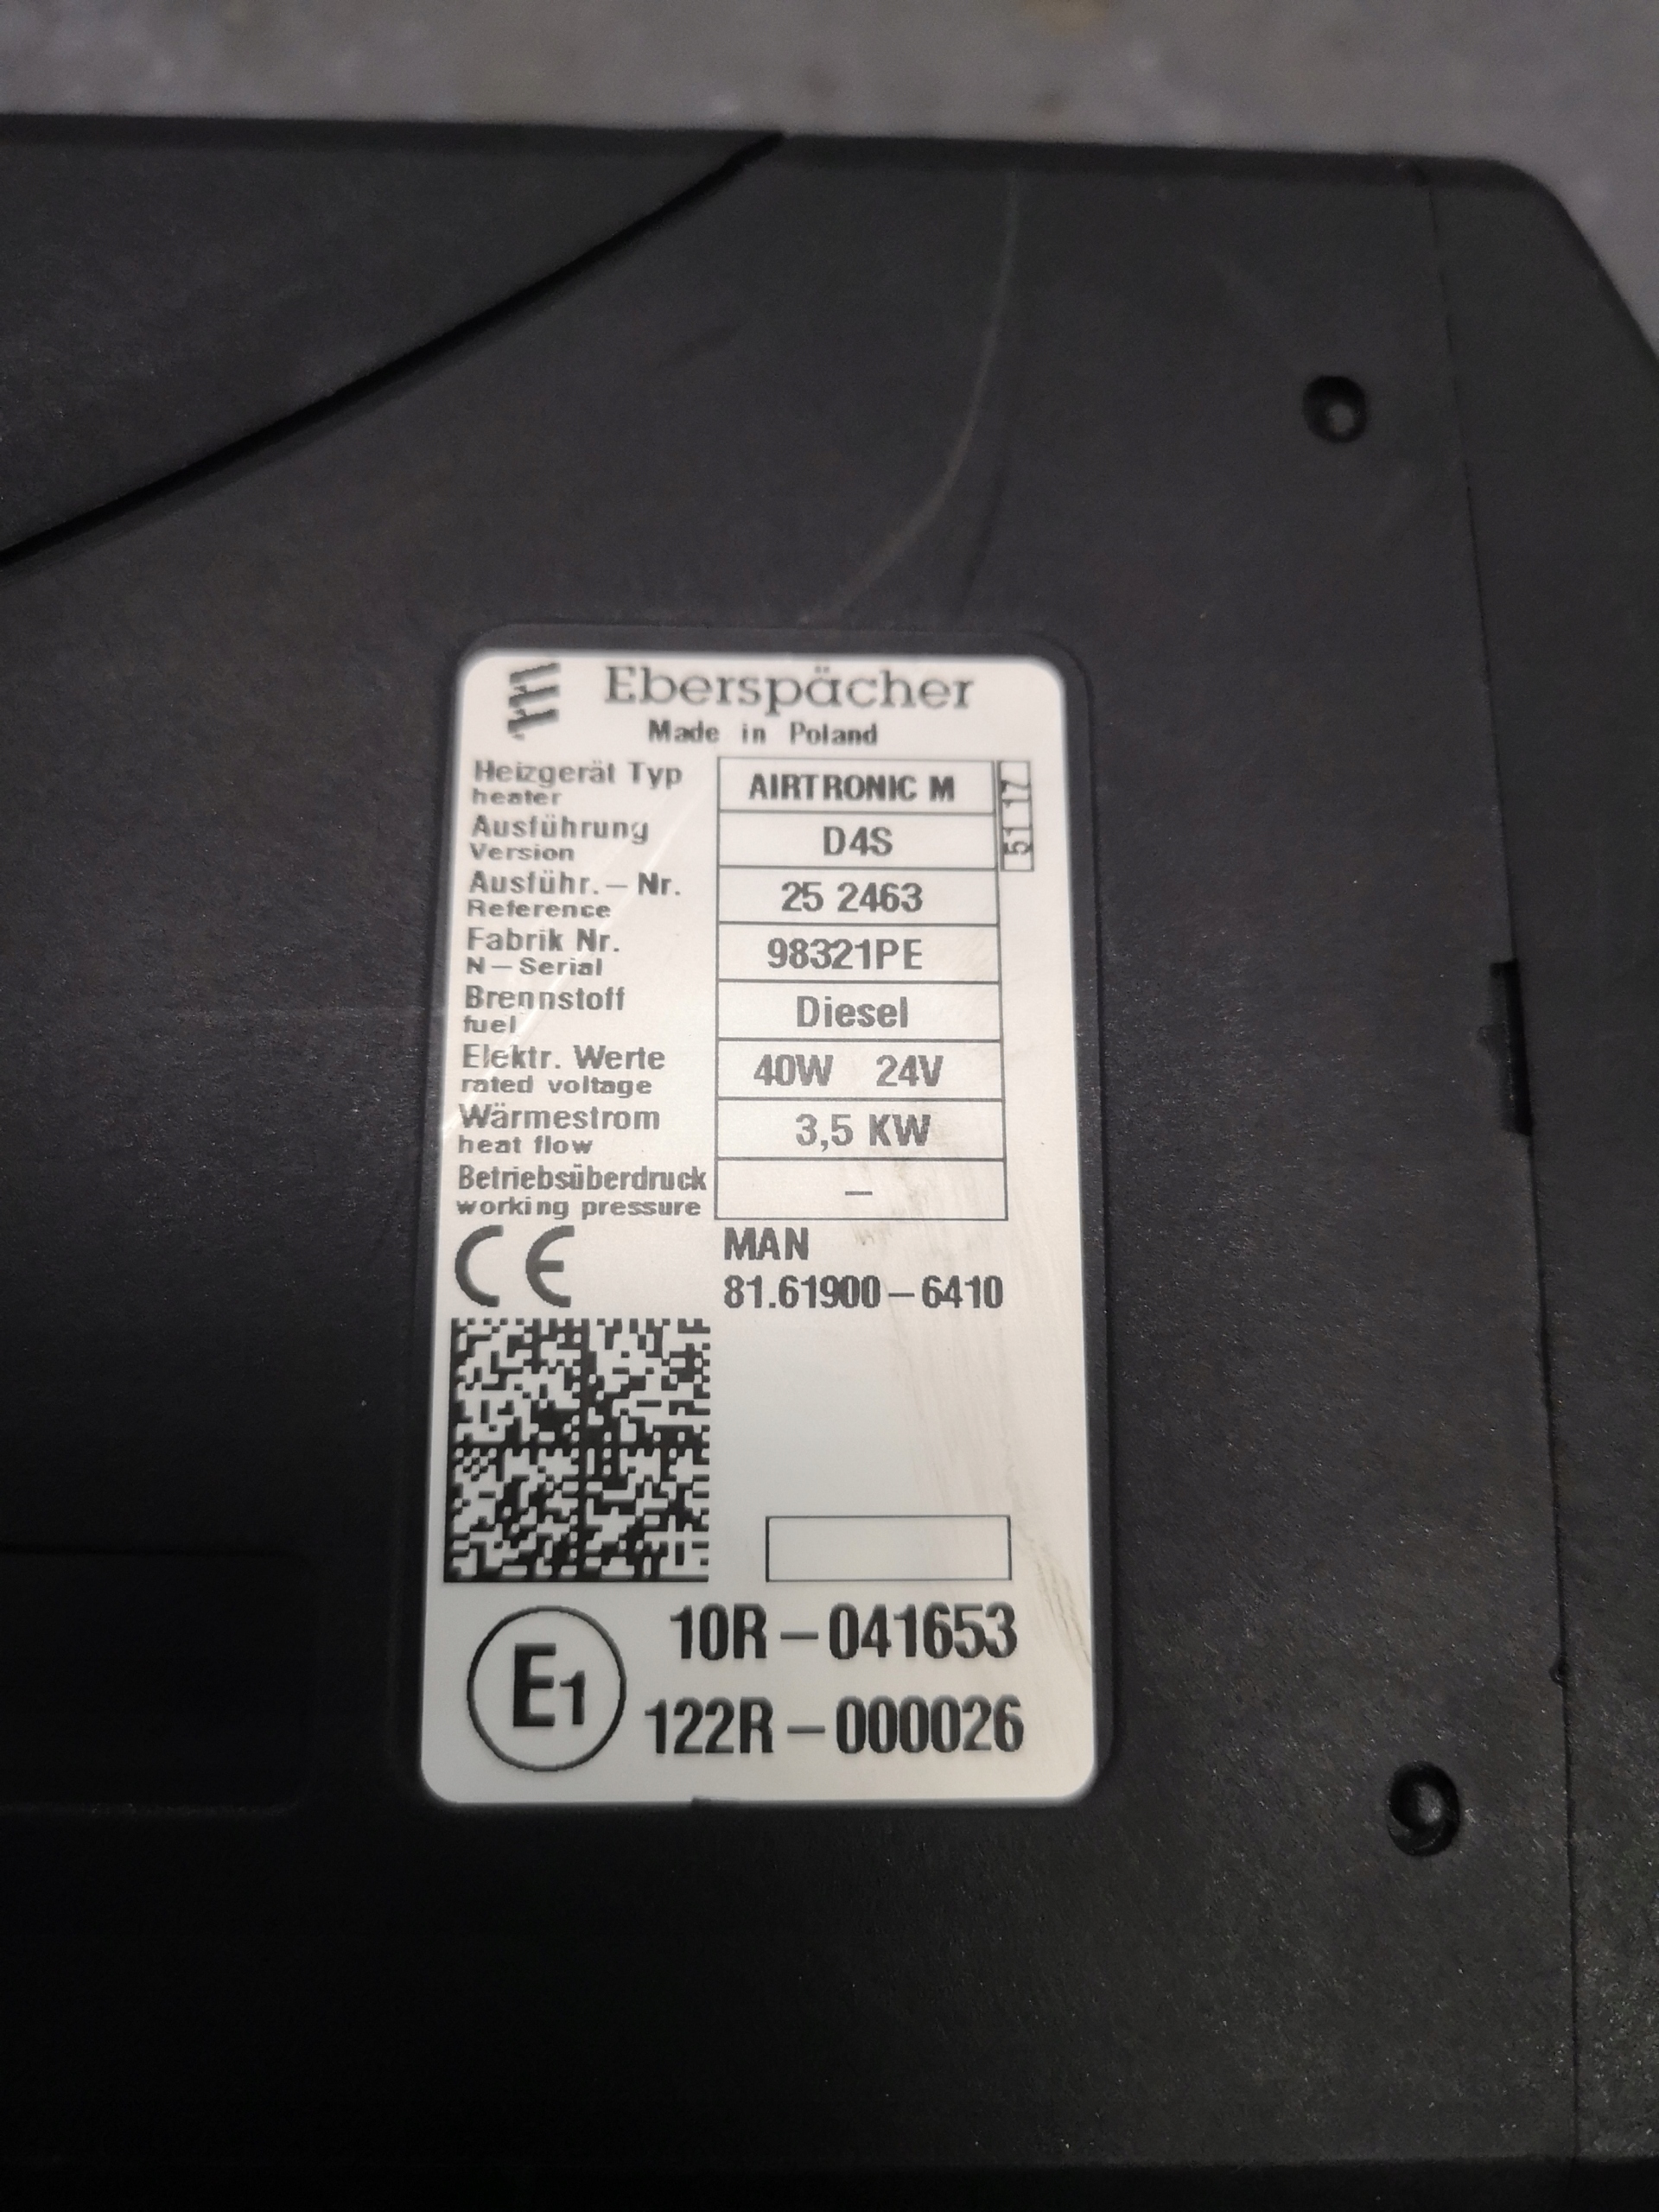 Eberspächer
Made in Poland
Heizgerät Typ
heater
AIRTRONIC M
51 17
Ausführung
Version
D4S
Ausführ.– Nr.
Reference
25 2463
Fabrik Nr.
N–Serial
98321PE
Brennstoff
fuel
Diesel
Elektr. Werte
rated voltage
40W 24V
Wärmestrom
heat flow
3,5 KW
Betriebsüberdruck
working pressure
–
CE
MAN
81.61900–6410
E1
10R–041653
122R–000026